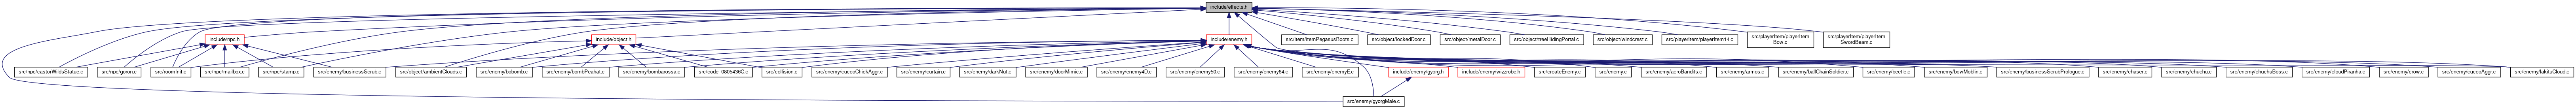 include/effects.h
include/npc.h
include/object.h
include/enemy.h
src/item/itemPegasusBoots.c
src/object/lockedDoor.c
src/object/metalDoor.c
src/object/treeHidingPortal.c
src/object/windcrest.c
src/playerItem/playerItem14.c
src/playerItem/playerItem
Bow.c
src/playerItem/playerItem
SwordBeam.c
src/npc/castorWildsStatue.c
src/npc/goron.c
src/roomInit.c
src/npc/mailbox.c
src/npc/stamp.c
src/enemy/businessScrub.c
src/object/ambientClouds.c
src/enemy/bobomb.c
src/enemy/bombPeahat.c
src/enemy/bombarossa.c
src/code_0805436C.c
src/collision.c
src/enemy/cuccoChickAggr.c
src/enemy/curtain.c
src/enemy/darkNut.c
src/enemy/doorMimic.c
src/enemy/enemy4D.c
src/enemy/enemy50.c
src/enemy/enemy64.c
src/enemy/enemyE.c
include/enemy/gyorg.h
include/enemy/wizzrobe.h
src/createEnemy.c
src/enemy.c
src/enemy/acroBandits.c
src/enemy/armos.c
src/enemy/ballChainSoldier.c
src/enemy/beetle.c
src/enemy/bowMoblin.c
src/enemy/businessScrubPrologue.c
src/enemy/chaser.c
src/enemy/chuchu.c
src/enemy/chuchuBoss.c
src/enemy/cloudPiranha.c
src/enemy/crow.c
src/enemy/cuccoAggr.c
src/enemy/lakituCloud.c
src/enemy/gyorgMale.c